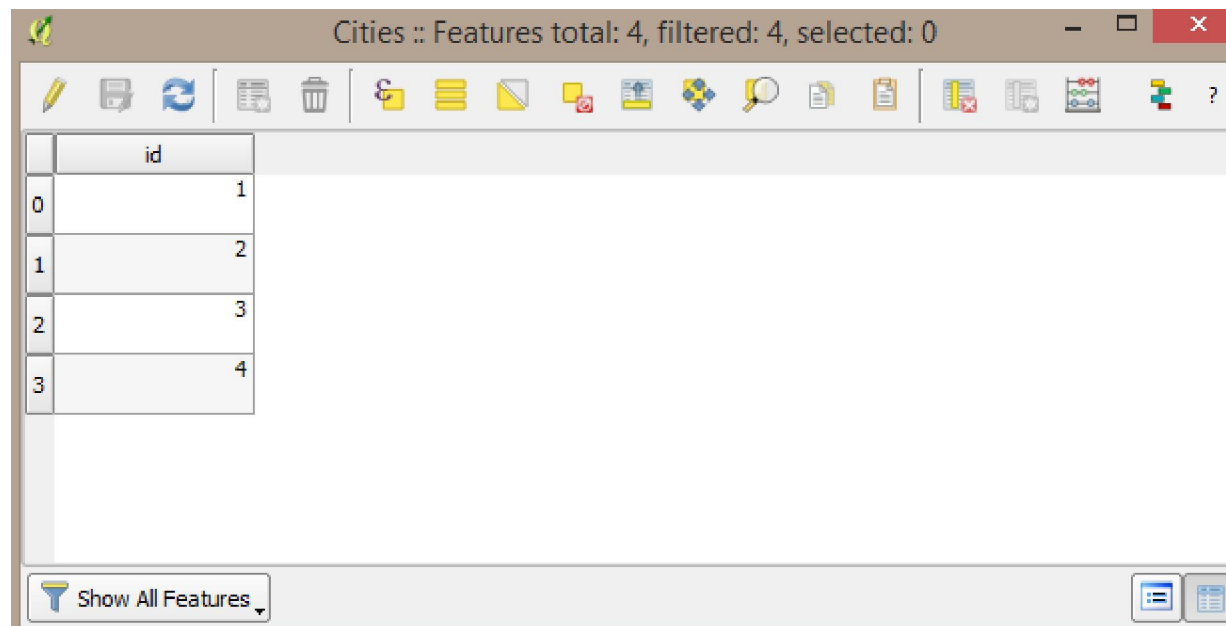 Cities :: Features total: 4, filtered: 4, selected: 0
?
id
0 1
1 2
2 3
3 4
Show All Features